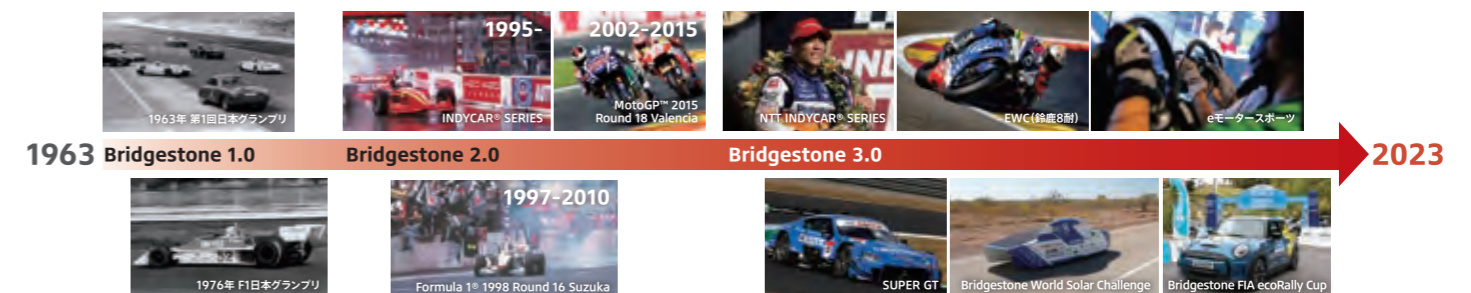 1995-
2002-2015
1963年 第1回日本グランプリ
INDYCAR® SERIES
MotoGP™ 2015
Round 18 Valencia
NTT INDYCAR® SERIES
EWC(鈴鹿8耐)
eモータースポーツ
1963
Bridgestone 1.0
Bridgestone 2.0
Bridgestone 3.0
2023
1997-2010
52
1976年 F1日本グランプリ
Formula 1® 1998 Round 16 Suzuka
SUPER GT
Bridgestone World Solar Challenge
Bridgestone FIA ecoRally Cup